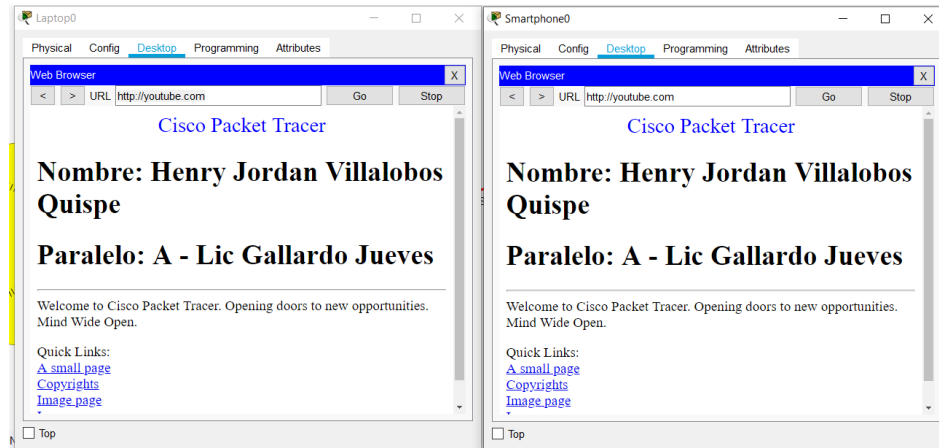 Laptop0
Physical Config Desktop Programming Attributes
Web Browser X
< > URL http://youtube.com Go Stop
Cisco Packet Tracer
Nombre: Henry Jordan Villalobos
Quispe
Paralelo: A - Lic Gallardo Jueves
Welcome to Cisco Packet Tracer. Opening doors to new opportunities.
Mind Wide Open.
Quick Links:
A small page
Copyrights
Image page
Top
Smartphone0
Physical Config Desktop Programming Attributes
Web Browser X
< > URL http://youtube.com Go Stop
Cisco Packet Tracer
Nombre: Henry Jordan Villalobos
Quispe
Paralelo: A - Lic Gallardo Jueves
Welcome to Cisco Packet Tracer. Opening doors to new opportunities.
Mind Wide Open.
Quick Links:
A small page
Copyrights
Image page
Top